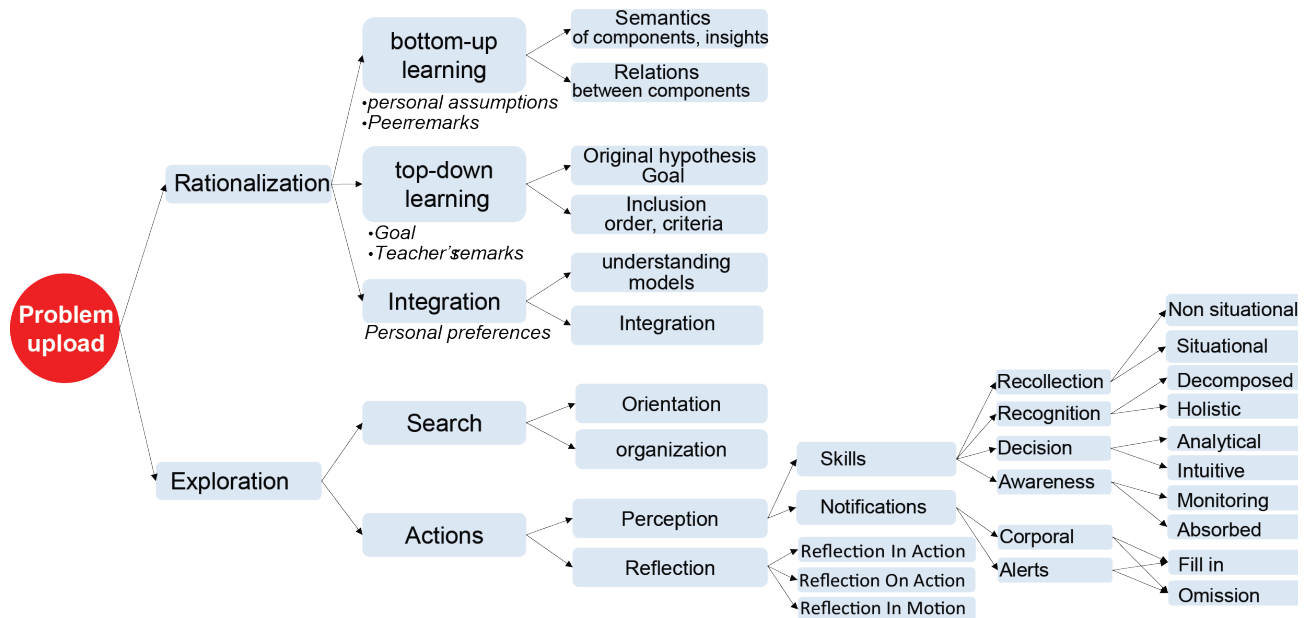 Problem
upload
Rationalization
bottom-up
learning
•personal assumptions
•Peerremarks
Semantics
of components, insights
Relations
between components
top-down
learning
•Goal
•Teacher'sremarks
Original hypothesis
Goal
Inclusion
order, criteria
Integration
Personal preferences
understanding
models
Integration
Exploration
Search
Orientation
organization
Actions
Perception
Skills
Recollection
Non situational
Situational
Recognition
Decomposed
Holistic
Decision
Analytical
Intuitive
Awareness
Monitoring
Absorbed
Notifications
Corporal
Alerts
Fill in
Omission
Reflection
Reflection In Action
Reflection On Action
Reflection In Motion